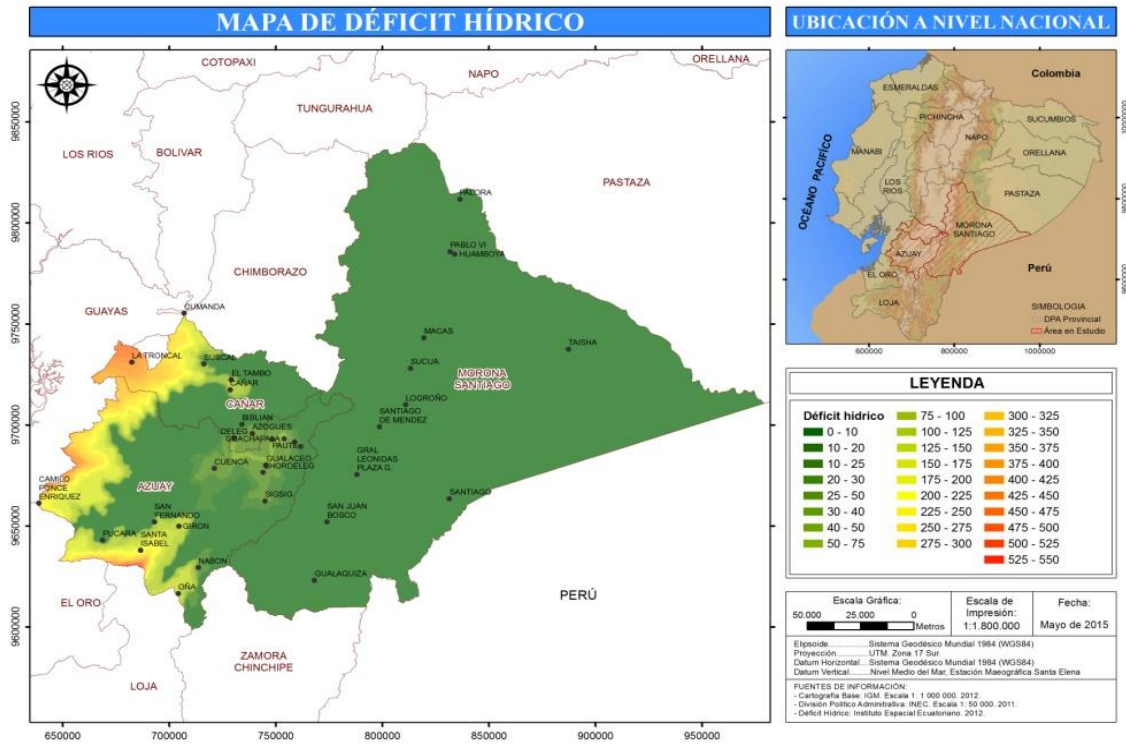 MAPA DE DÉFICIT HÍDRICO
COTOPAXI
NAPO
ORELLANA
TUNGURAHUA
LOS RIOS
BOLIVAR
PASTAZA
PALORA
PABLO VI
HUAMBOYA
CHIMBORAZO
GUAYAS
CUMANDA
MACAS
TAISHA
LA TRONCAL
SUSCAL
SUCUA
EL TAMBO
CAÑAR
MORONA
SANTIAGO
CAÑAR
LOGROÑO
BIBLIAN
SANTIAGO
DE MENDEZ
DELEG
AZOGUES
GUACHAPALA
PAUTE
CUENCA
GUALACEO
CHORDELEG
GRAL
LEONIDAS
PLAZA G.
CAMILO
PONCE
ENRIQUEZ
AZUAY
SIGSIG
SANTIAGO
SAN
FERNANDO
GIRON
SAN JUAN
BOSCO
PUCARA
SANTA
ISABEL
NABON
GUALAQUIZA
OÑA
EL ORO
PERÚ
ZAMORA
CHINCHIPE
LOJA
9850000
9800000
9750000
9700000
9650000
9600000
650000 700000 750000 800000 850000 900000 950000
UBICACIÓN A NIVEL NACIONAL
Colombia
ESMERALDAS
PICHINCHA
SUCUMBIOS
NAPO
MANABI
ORELLANA
LOS
RIOS
PASTAZA
OCÉANO PACIFÍCO
MORONA
SANTIAGO
AZUAY
EL ORO
Perú
LOJA
SIMBOLOGIA
DPA Provincial
Área en Estudio
600000 800000 1000000
LEYENDA
Déficit hídrico
0 - 10
10 - 20
10 - 25
20 - 30
25 - 50
30 - 40
40 - 50
50 - 75
75 - 100
100 - 125
125 - 150
150 - 175
175 - 200
200 - 225
225 - 250
250 - 275
275 - 300
300 - 325
325 - 350
350 - 375
375 - 400
400 - 425
425 - 450
450 - 475
475 - 500
500 - 525
525 - 550
Escala Gráfica:
50.000 25.000 0
Metros
Escala de
Impresión:
1:1.800.000
Fecha:
Mayo de 2015
Elipsoide..............Sistema Geodésico Mundial 1984 (WGS84)
Proyección............UTM. Zona 17 Sur.
Datum Horizontal....Sistema Geodésico Mundial 1984 (WGS84)
Datum Vertical........Nivel Medio del Mar, Estación Maeográfica Santa Elena
FUENTES DE INFORMACIÓN:
- Cartografía Base: IGM. Escala 1: 1 000 000. 2012.
- División Político Adminitrativa: INEC. Escala 1: 50 000. 2011.
- Déficit Hídrico: Instituto Espacial Ecuatoriano. 2012.